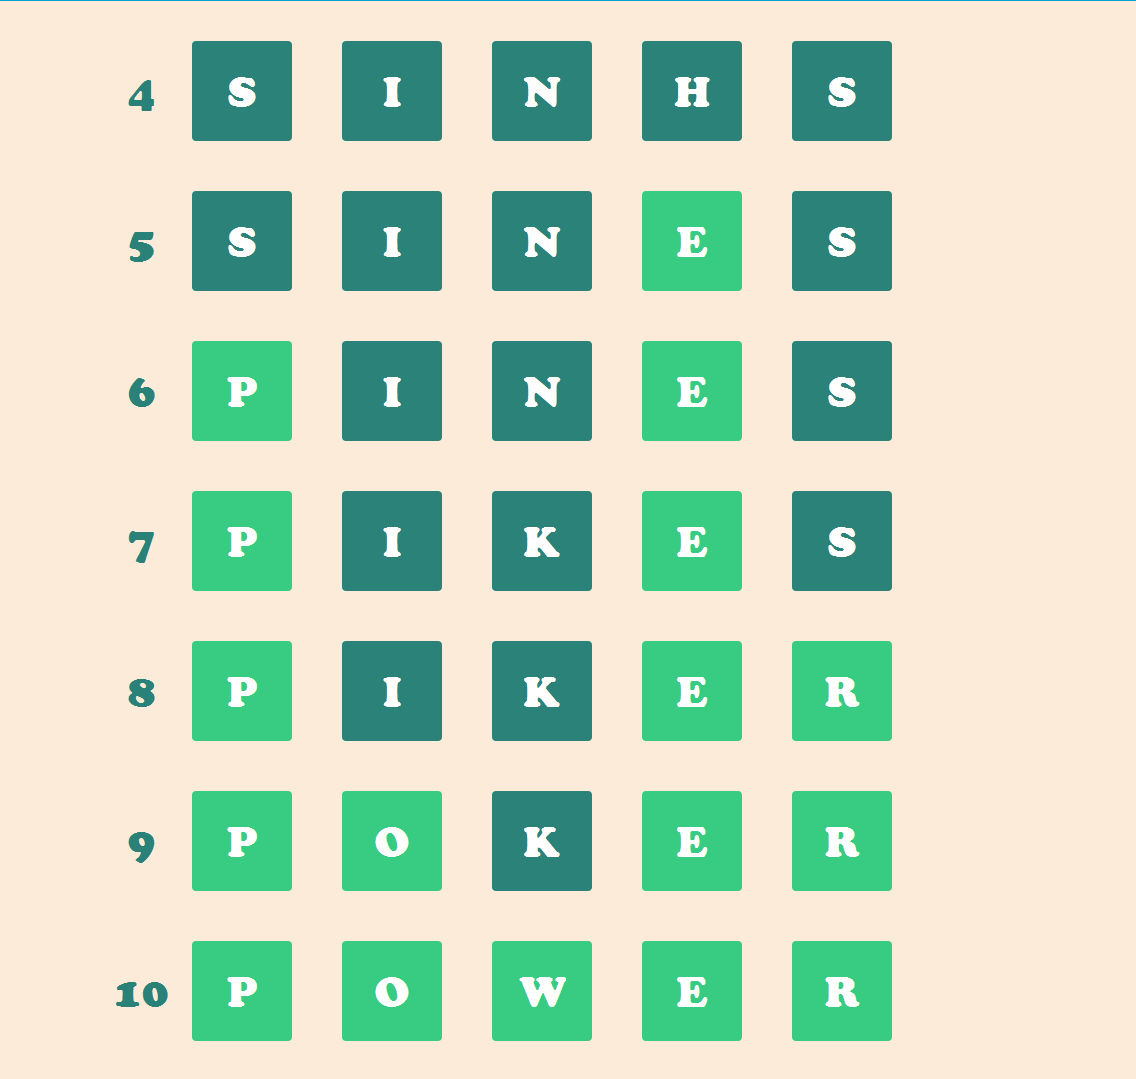 4 S I N H S
5 S I N E S
6 P I N E S
7 P I K E S
8 P I K E R
9 P O K E R
10 P O W E R